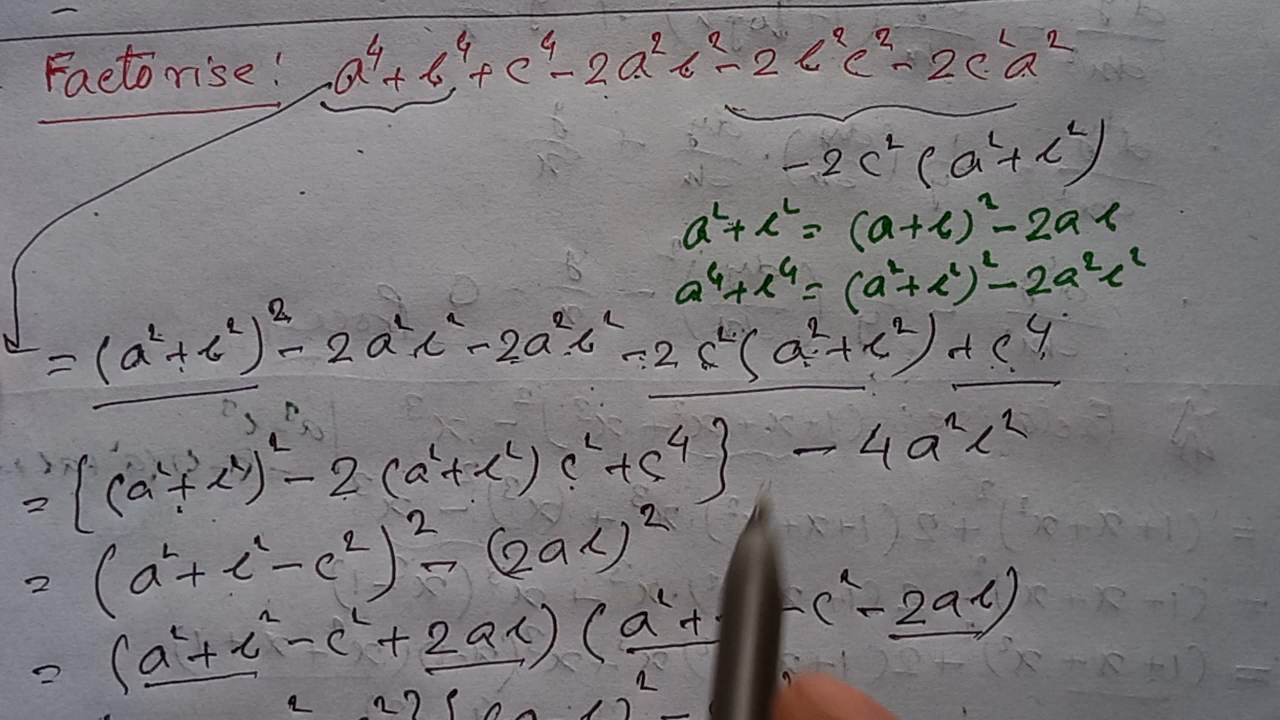 Factorise: a⁴ + b⁴ + c⁴ - 2a²b² - 2b²c² - 2c²a²
- 2c² (a² + b²)
a² + b² = (a+b)² - 2ab
a⁴ + b⁴ = (a² + b²)² - 2a²b²
= (a² + b²)² - 2a²b² - 2a²b² - 2c² (a² + b²) + c⁴
= {(a² + b²)² - 2 (a² + b²) c² + c⁴} - 4a²b²
= (a² + b² - c²)² - (2ab)²
= (a² + b² - c² + 2ab) (a² + - c² - 2ab)